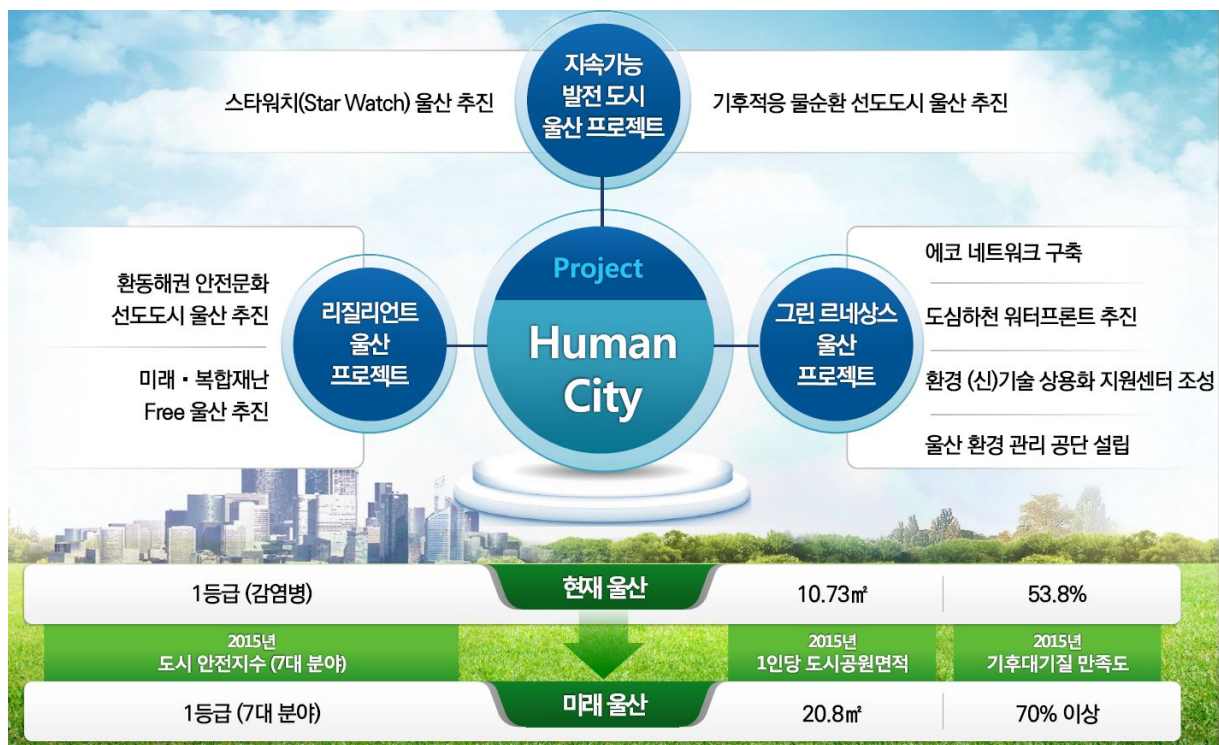 지속가능
발전 도시
울산 프로젝트
스타워치(Star Watch) 울산 추진
기후적응 물순환 선도도시 울산 추진
Project
Human
City
리질리언트
울산
프로젝트
환동해권 안전문화
선도도시 울산 추진
미래・복합재난
Free 울산 추진
그린 르네상스
울산
프로젝트
에코 네트워크 구축
도심하천 워터프론트 추진
환경 (신)기술 상용화 지원센터 조성
울산 환경 관리 공단 설립
1등급 (감염병)
현재 울산
10.73㎡
53.8%
2015년
도시 안전지수 (7대 분야)
2015년
1인당 도시공원면적
2015년
기후대기질 만족도
1등급 (7대 분야)
미래 울산
20.8㎡
70% 이상